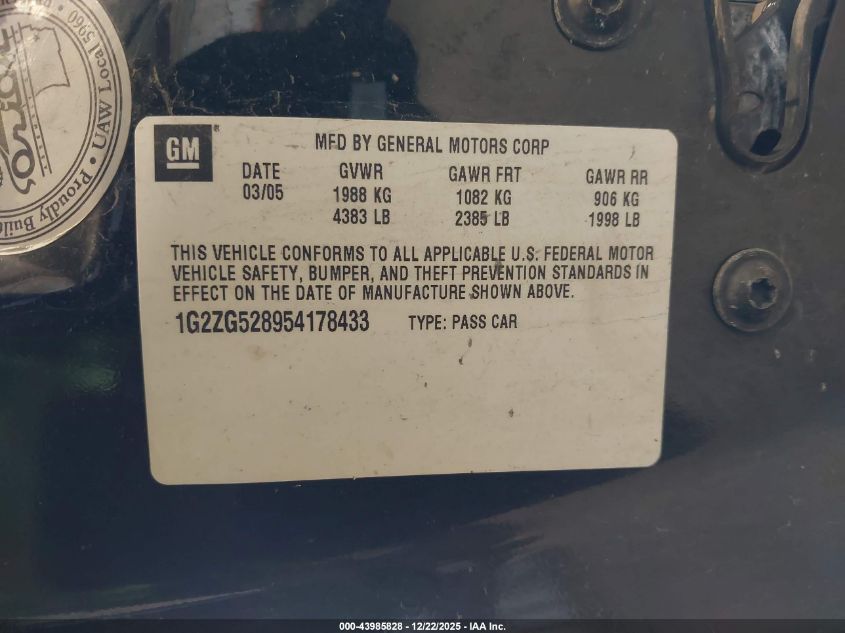 UAW Local 5960
Proudly Buil
GM®
MFD BY GENERAL MOTORS CORP
DATE GVWR GAWR FRT GAWR RR
03/05 1988 KG 1082 KG 906 KG
4383 LB 2385 LB 1998 LB
THIS VEHICLE CONFORMS TO ALL APPLICABLE U.S. FEDERAL MOTOR
VEHICLE SAFETY, BUMPER, AND THEFT PREVENTION STANDARDS IN
EFFECT ON THE DATE OF MANUFACTURE SHOWN ABOVE.
1G2ZG528954178433 TYPE: PASS CAR
000-43985828 - 12/22/2025 - IAA Inc.